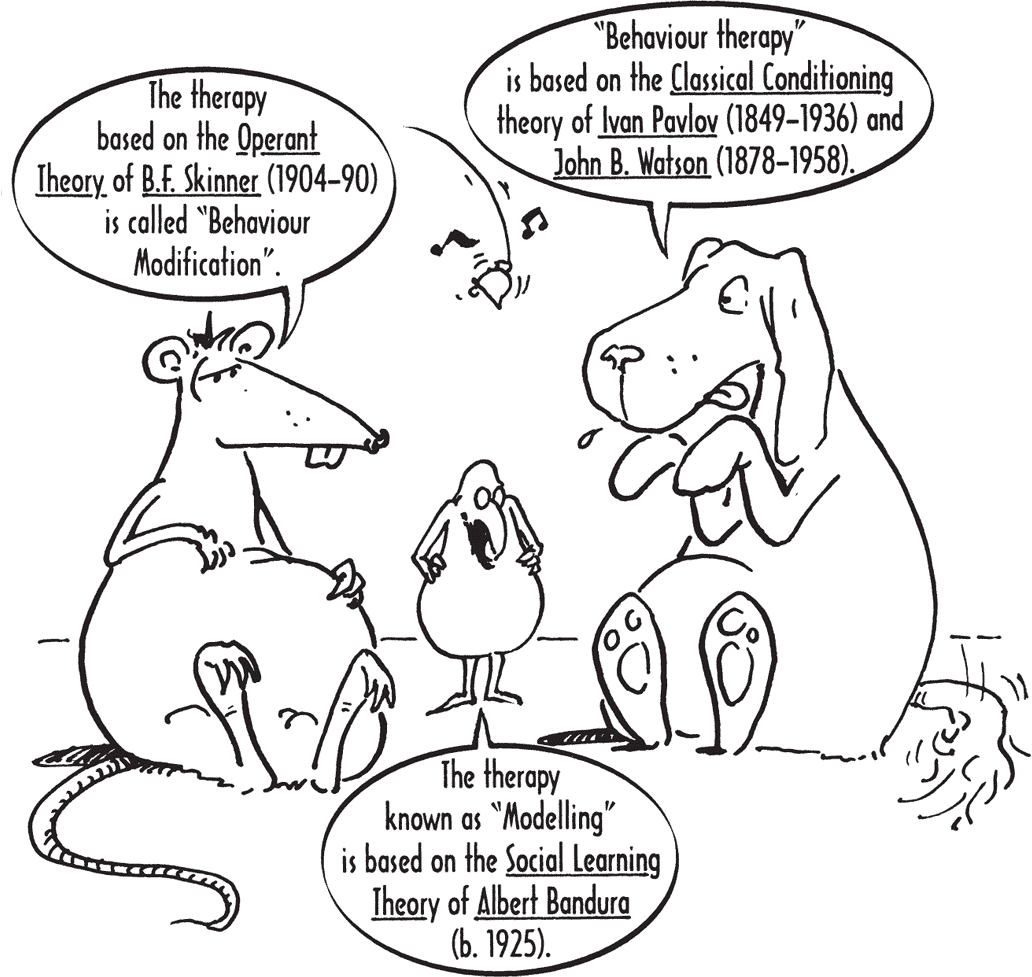 The therapy
based on the Operant
Theory of B.F. Skinner (1904–90)
is called “Behaviour
Modification”.
“Behaviour therapy”
is based on the Classical Conditioning
theory of Ivan Pavlov (1849–1936) and
John B. Watson (1878–1958).
The therapy
known as “Modelling”
is based on the Social Learning
Theory of Albert Bandura
(b. 1925).